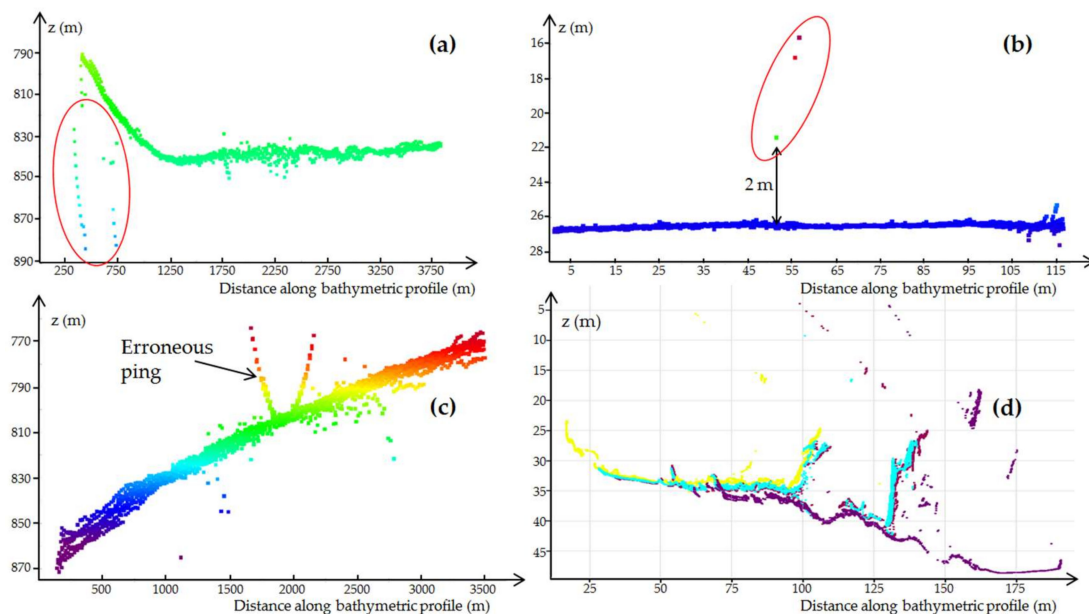 z (m)
(a)
790
810
830
850
870
890
250 750 1250 1750 2250 2750 3250 3750
Distance along bathymetric profile (m)
z (m)
(b)
16
18
20
22
24
26
28
2 m
5 15 25 35 45 55 65 75 85 95 105 115
Distance along bathymetric profile (m)
z (m)
Erroneous
ping
(c)
770
790
810
830
850
870
500 1000 1500 2000 2500 3000 3500
Distance along bathymetric profile (m)
z (m)
(d)
5
10
15
20
25
30
35
40
45
25 50 75 100 125 150 175
Distance along bathymetric profile (m)